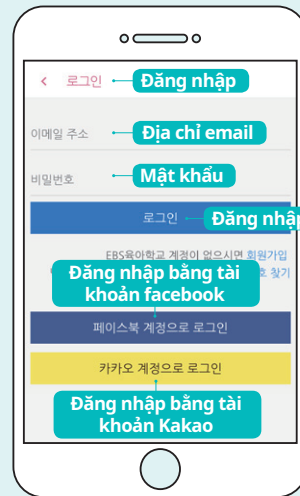 로그인 Đăng nhập
이메일 주소 Địa chỉ email
비밀번호 Mật khẩu
로그인 Đăng nhập
EBS육아학교 계정이 없으시면 회원가입
호 찾기
Đăng nhập bằng tài
khoản facebook
페이스북 계정으로 로그인
카카오 계정으로 로그인
Đăng nhập bằng tài
khoản Kakao